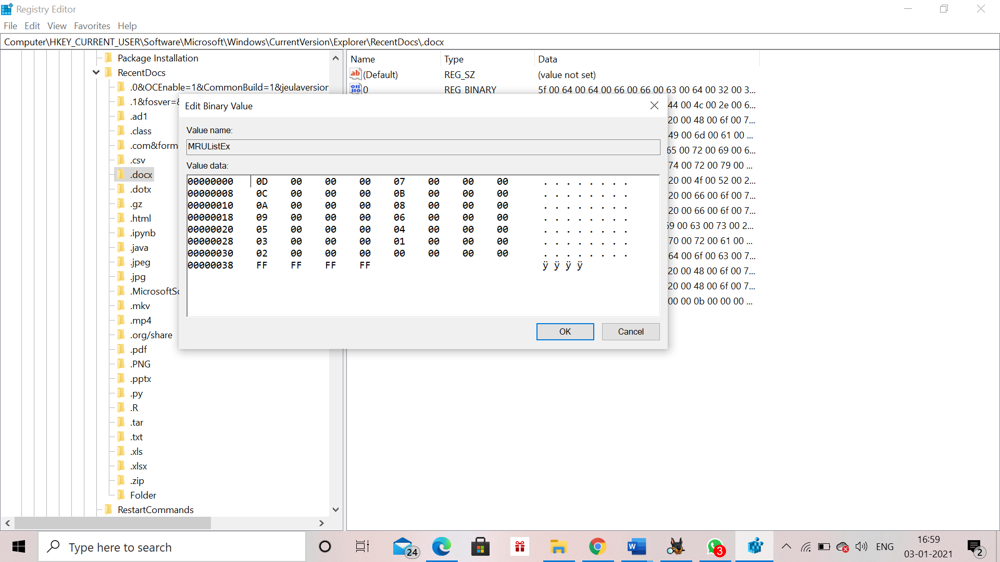 Registry Editor
File Edit View Favorites Help
Computer\HKEY_CURRENT_USER\Software\Microsoft\Windows\CurrentVersion\Explorer\RecentDocs\.docx
Package Installation
RecentDocs
.0&OCEnable=1&CommonBuild=1&jeulaversion
.1&fosver=&
.ad1
.class
.com&form
.csv
.docx
.dotx
.gz
.html
.ipynb
.java
.jpeg
.jpg
.MicrosoftSc
.mkv
.mp4
.org/share
.pdf
.PNG
.pptx
.py
.R
.tar
.txt
.xls
.xlsx
.zip
Folder
RestartCommands
Name Type Data
ab (Default) REG_SZ (value not set)
0 REG_BINARY 5f 00 64 00 64 00 66 00 66 00 63 00 64 00 32 00 3...
44 00 4c 00 2e 00 6...
20 00 48 00 6f 00 7...
49 00 6d 00 61 00 ...
65 00 72 00 69 00 6...
74 00 72 00 79 00 ...
20 00 4f 00 52 00 2...
20 00 66 00 6f 00 7...
20 00 66 00 6f 00 7...
69 00 63 00 73 00 2...
70 00 72 00 61 00 ...
64 00 6f 00 63 00 7...
20 00 48 00 6f 00 7...
20 00 48 00 6f 00 7...
00 00 0b 00 00 00 ...
Edit Binary Value
Value name:
MRUListEx
Value data:
00000000 0D 00 00 00 07 00 00 00 . . . . . . . .
00000008 0C 00 00 00 0B 00 00 00 . . . . . . . .
00000010 0A 00 00 00 08 00 00 00 . . . . . . . .
00000018 09 00 00 00 06 00 00 00 . . . . . . . .
00000020 05 00 00 00 04 00 00 00 . . . . . . . .
00000028 03 00 00 00 01 00 00 00 . . . . . . . .
00000030 02 00 00 00 00 00 00 00 . . . . . . . .
00000038 FF FF FF FF ÿ ÿ ÿ ÿ
OK Cancel
Type here to search
24
W
3
ENG
16:59
03-01-2021
2